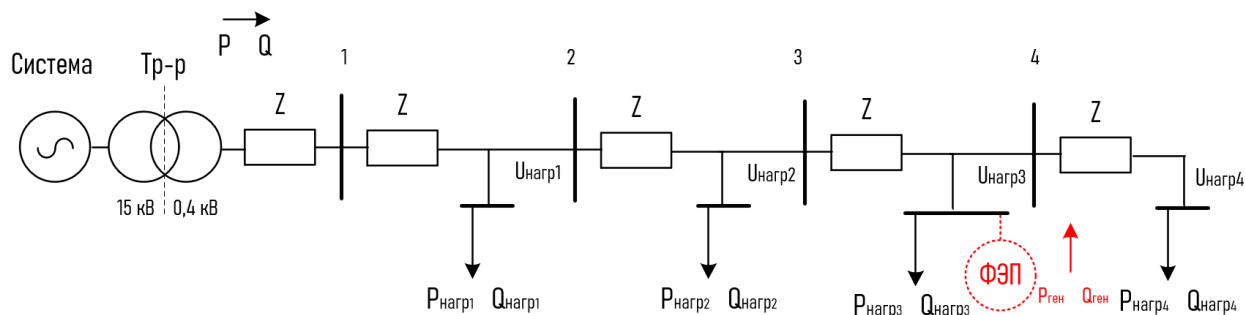 P Q
Система Тр-р
1 2 3 4
Z Z Z Z Z
Uнагр1 Uнагр2 Uнагр3 Uнагр4
15 кВ 0,4 кВ
ФЭП
Pнагр1 Qнагр1 Pнагр2 Qнагр2 Pнагр3 Qнагр3 Pген Qген Pнагр4 Qнагр4